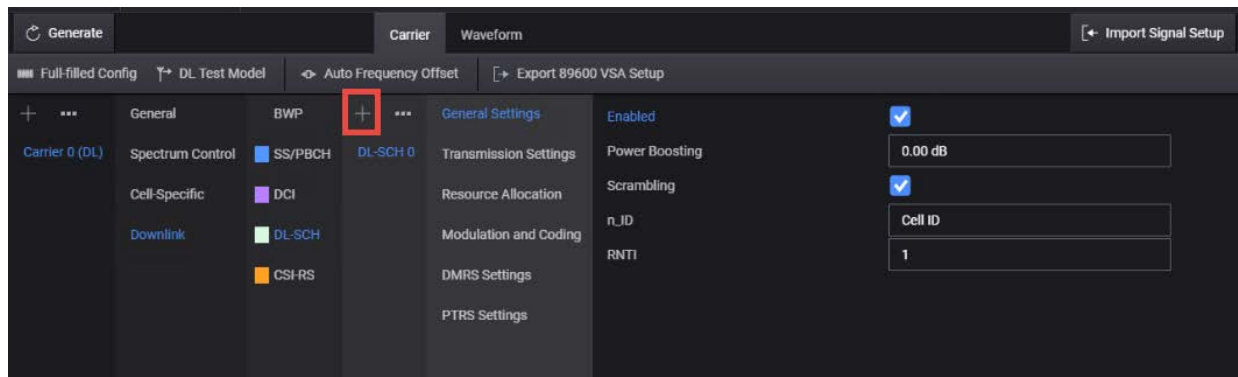 Generate Carrier Waveform Import Signal Setup
Full-filled Config DL Test Model Auto Frequency Offset Export 89600 VSA Setup
+ ••• General BWP + ••• General Settings Enabled
Carrier 0 (DL) Spectrum Control SS/PBCH DL-SCH 0 Transmission Settings Power Boosting 0.00 dB
Cell-Specific DCI Resource Allocation Scrambling
n_ID Cell ID
Downlink DL-SCH Modulation and Coding
RNTI 1
CSI-RS DMRS Settings
PTRS Settings